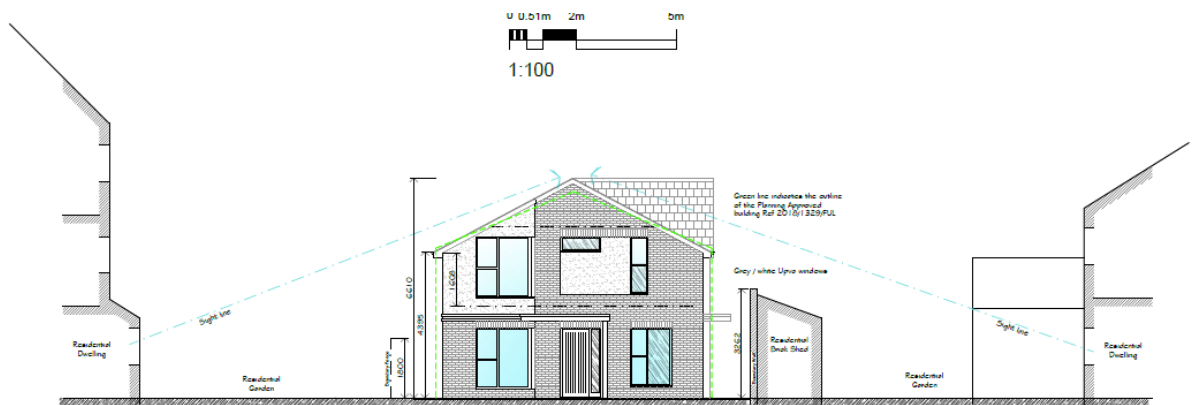 0 0.51m 2m 5m
1:100
Green line indicates the outline
of the Planning Approved
building Ref 2018/1329/FUL
Grey / white Upvc windows
6610
4395
1608
1800
3262
Sight line
Sight line
Residential
Dwelling
Residential
Garden
Residential
Brick Shed
Residential
Garden
Residential
Dwelling